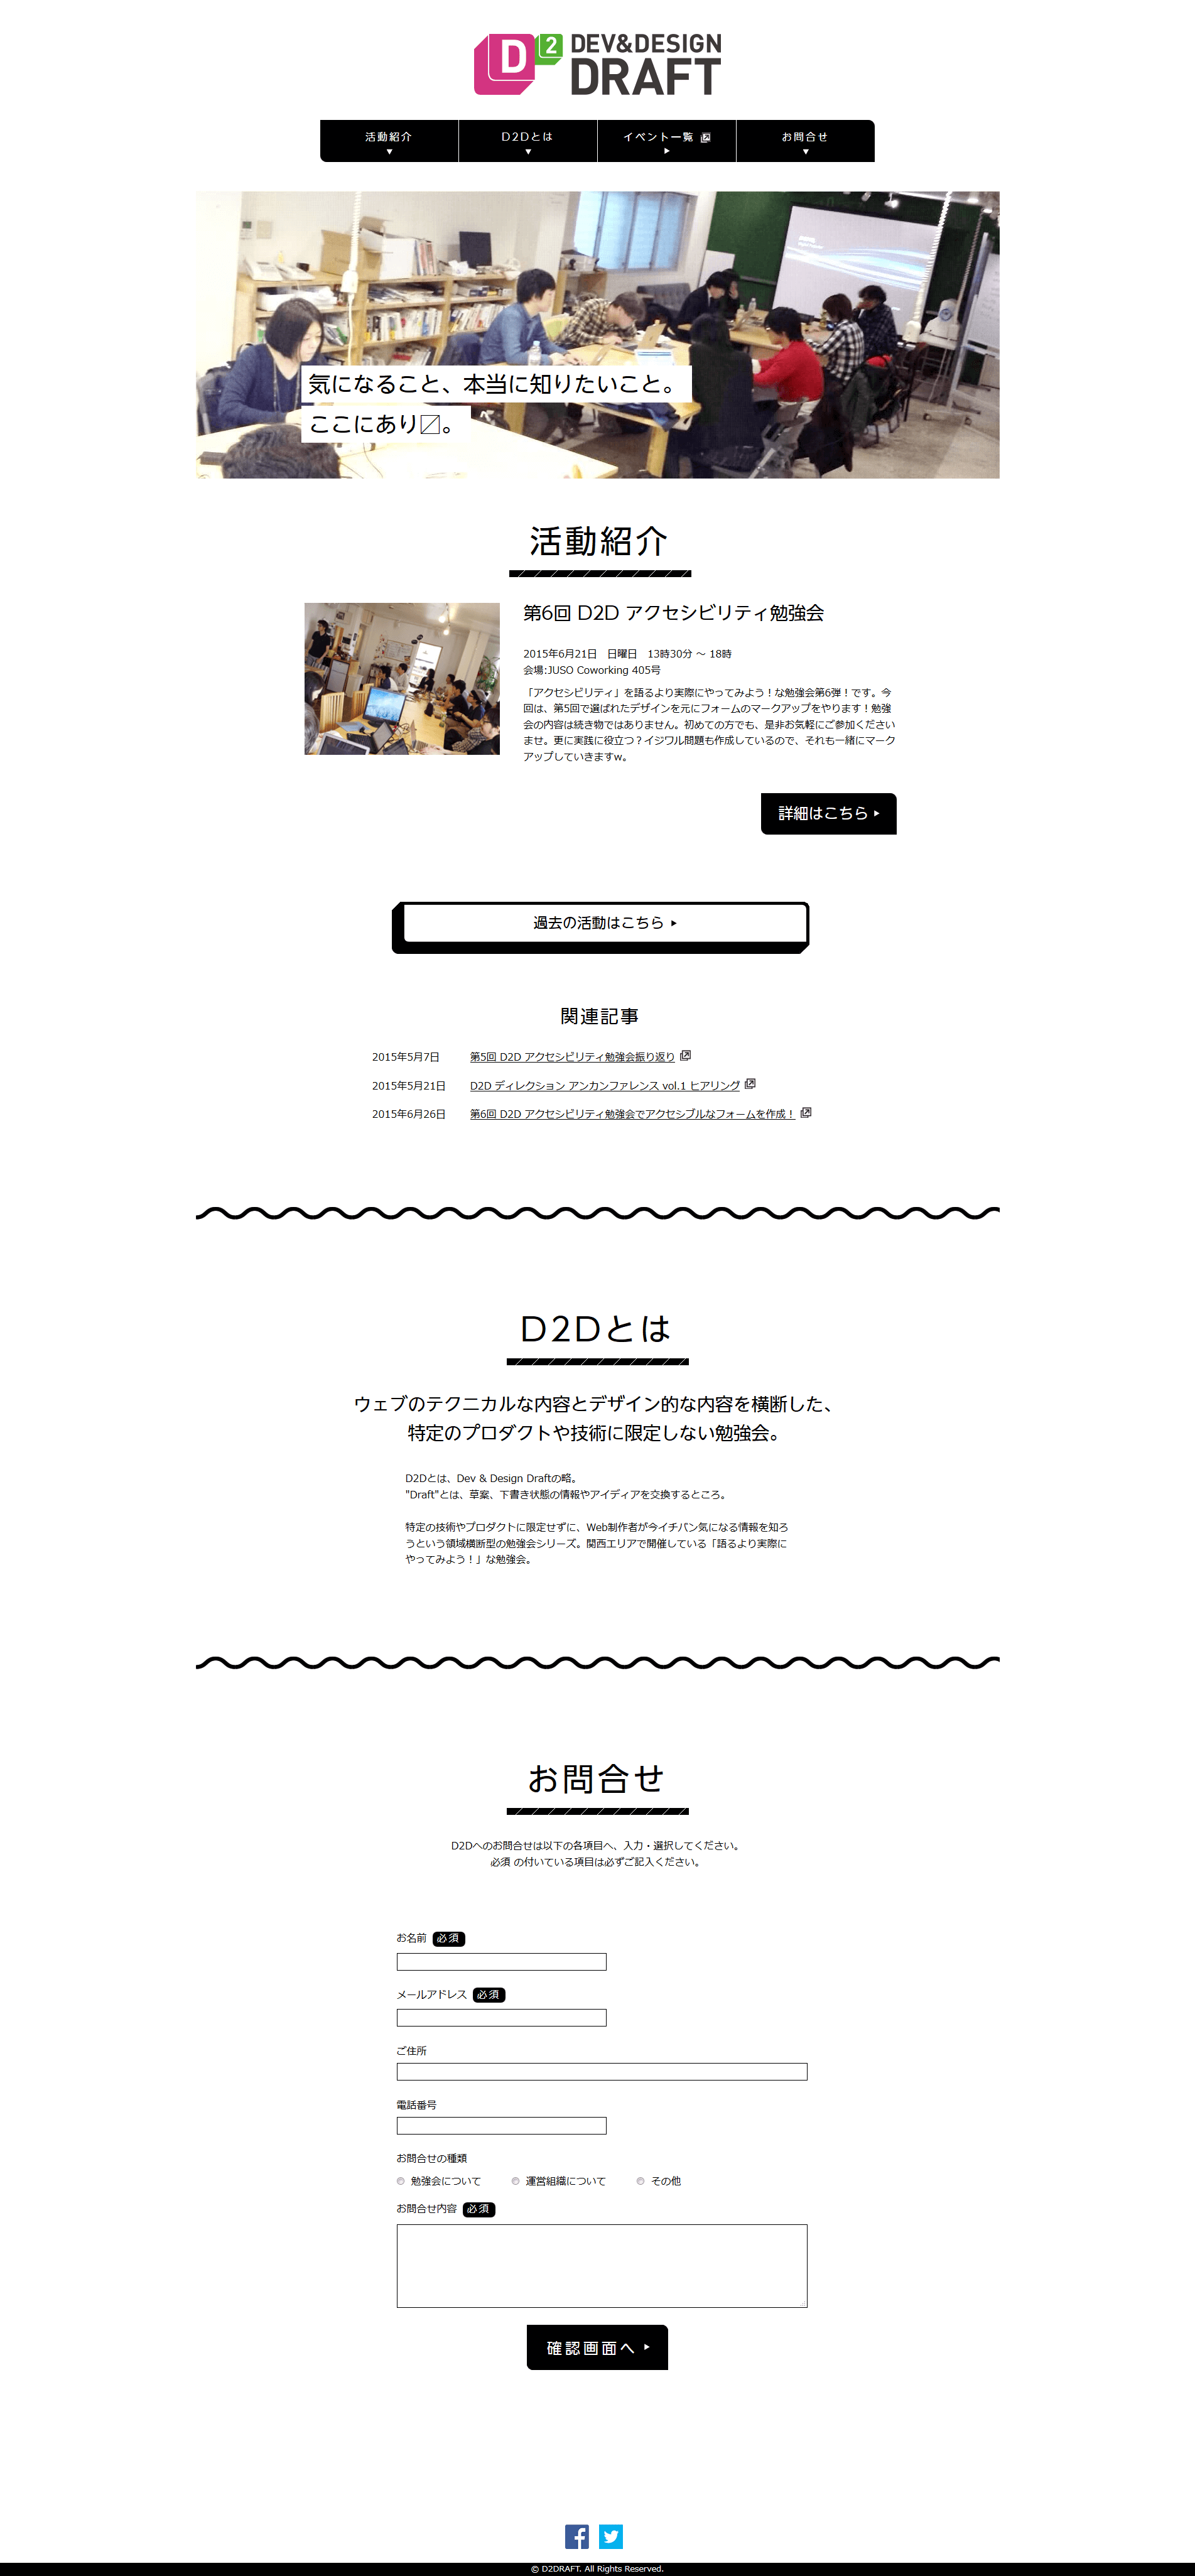 D2 DEV&DESIGN
DRAFT
活動紹介
D2Dとは
イベント一覧
お問合せ
気になること、本当に知りたいこと。
ここにあり〼。
活動紹介
第6回 D2D アクセシビリティ勉強会
2015年6月21日 日曜日 13時30分 ～ 18時
会場:JUSO Coworking 405号
「アクセシビリティ」を語るより実際にやってみよう！な勉強会第6弾！です。今
回は、第5回で選ばれたデザインを元にフォームのマークアップをやります！勉強
会の内容は続き物ではありません。初めての方でも、是非お気軽にご参加ください
ませ。更に実践に役立つ？イジワル問題も作成しているので、それも一緒にマーク
アップしていきますw。
詳細はこちら
過去の活動はこちら
関連記事
2015年5月7日 第5回 D2D アクセシビリティ勉強会振り返り
2015年5月21日 D2D ディレクション アンカンファレンス vol.1 ヒアリング
2015年6月26日 第6回 D2D アクセシビリティ勉強会でアクセシブルなフォームを作成！
D2Dとは
ウェブのテクニカルな内容とデザイン的な内容を横断した、
特定のプロダクトや技術に限定しない勉強会。
D2Dとは、Dev & Design Draftの略。
"Draft"とは、草案、下書き状態の情報やアイディアを交換するところ。
特定の技術やプロダクトに限定せずに、Web制作者が今イチバン気になる情報を知ろ
うという領域横断型の勉強会シリーズ。関西エリアで開催している「語るより実際に
やってみよう！」な勉強会。
お問合せ
D2Dへのお問合せは以下の各項目へ、入力・選択してください。
必須 の付いている項目は必ずご記入ください。
お名前 必須
メールアドレス 必須
ご住所
電話番号
お問合せの種類
勉強会について 運営組織について その他
お問合せ内容 必須
確認画面へ
© D2DRAFT. All Rights Reserved.